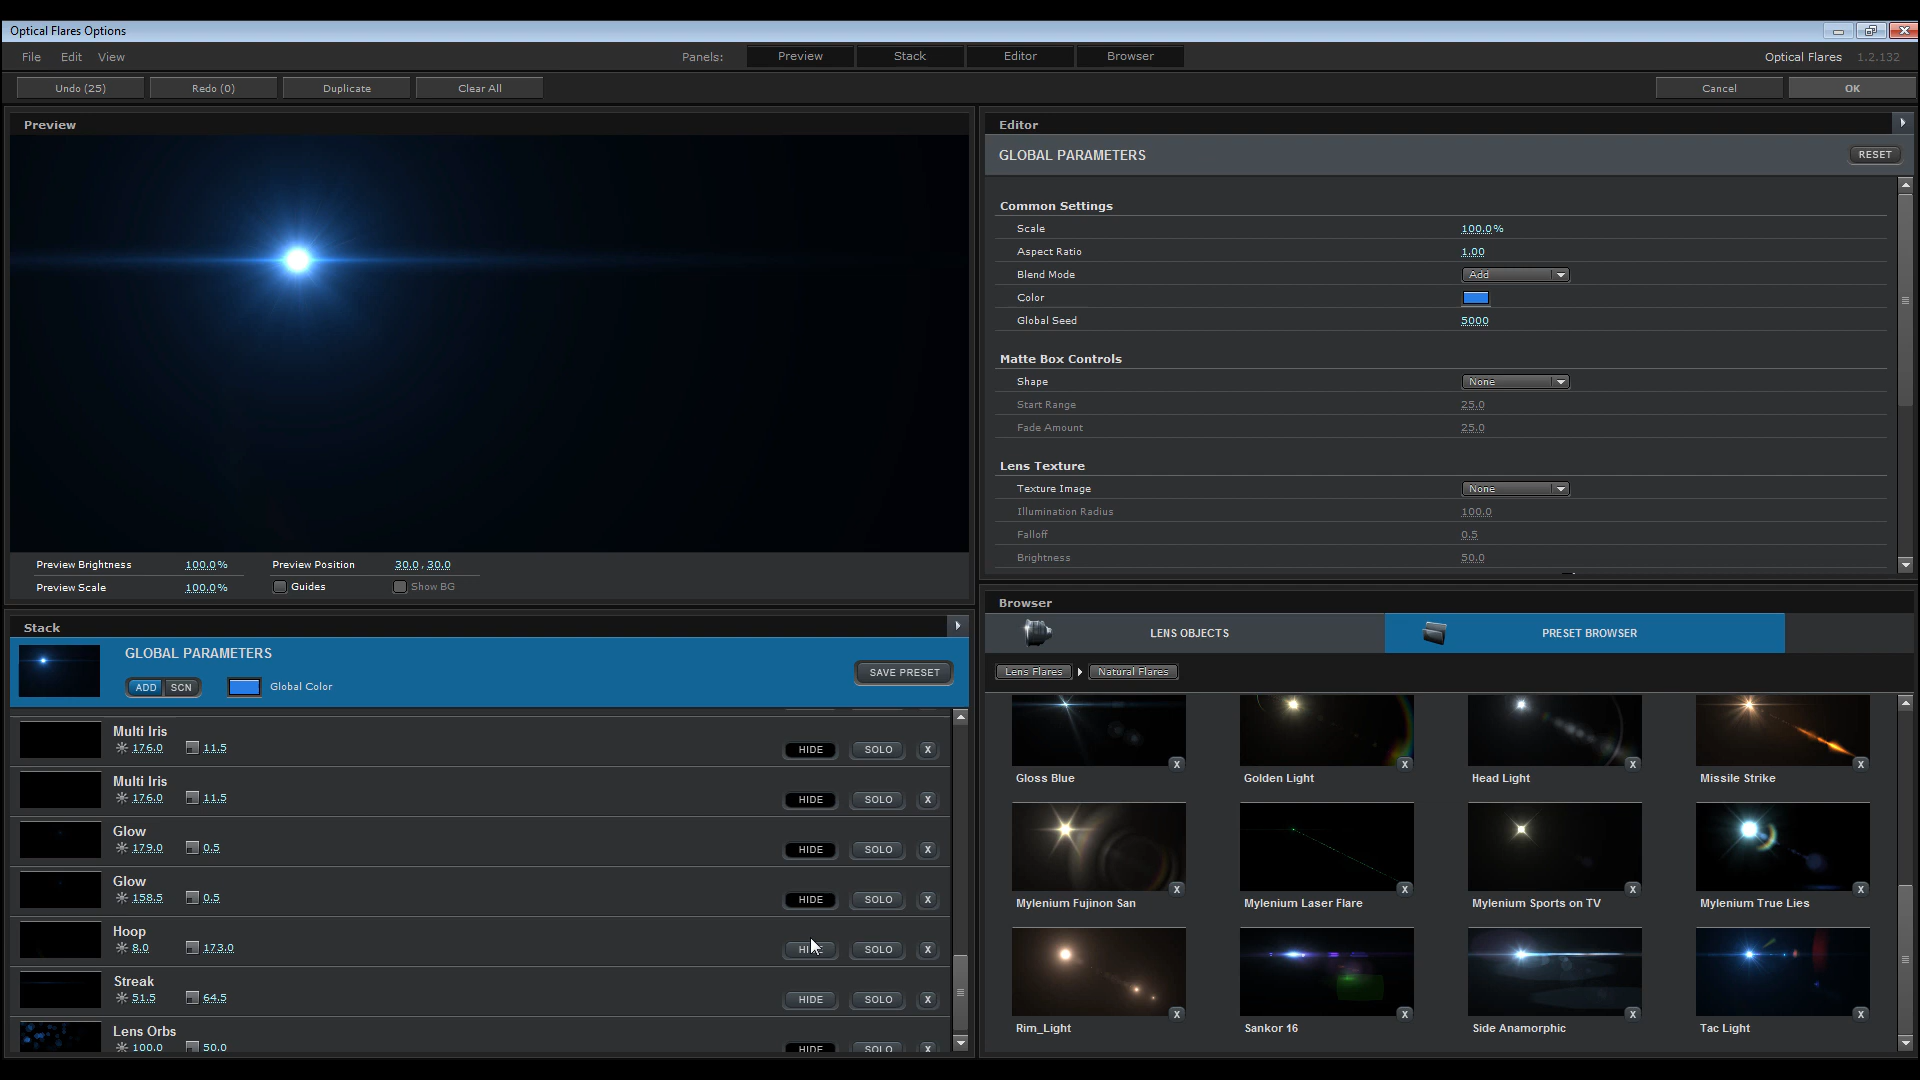 Optical Flares Options
File Edit View Panels: Preview Stack Editor Browser Optical Flares 1.2.132
Undo (25) Redo (0) Duplicate Clear All Cancel OK
Preview
Preview Brightness 100.0% Preview Position 30.0 , 30.0
Preview Scale 100.0% Guides Show BG
Editor
GLOBAL PARAMETERS RESET
Common Settings
Scale 100.0%
Aspect Ratio 1.00
Blend Mode Add
Color
Global Seed 5000
Matte Box Controls
Shape None
Start Range 25.0
Fade Amount 25.0
Lens Texture
Texture Image None
Illumination Radius 100.0
Falloff 0.5
Brightness 50.0
Stack
GLOBAL PARAMETERS
ADD SCN Global Color SAVE PRESET
Multi Iris
176.0 11.5 HIDE SOLO X
Multi Iris
176.0 11.5 HIDE SOLO X
Glow
179.0 0.5 HIDE SOLO X
Glow
158.5 0.5 HIDE SOLO X
Hoop
8.0 173.0 SOLO X
Streak
51.5 64.5 HIDE SOLO X
Lens Orbs
100.0 50.0 HIDE SOLO X
Browser
LENS OBJECTS PRESET BROWSER
Lens Flares Natural Flares
X X X X
Gloss Blue Golden Light Head Light Missile Strike
X X X X
Mylenium Fujinon San Mylenium Laser Flare Mylenium Sports on TV Mylenium True Lies
X X X X
Rim_Light Sankor 16 Side Anamorphic Tac Light